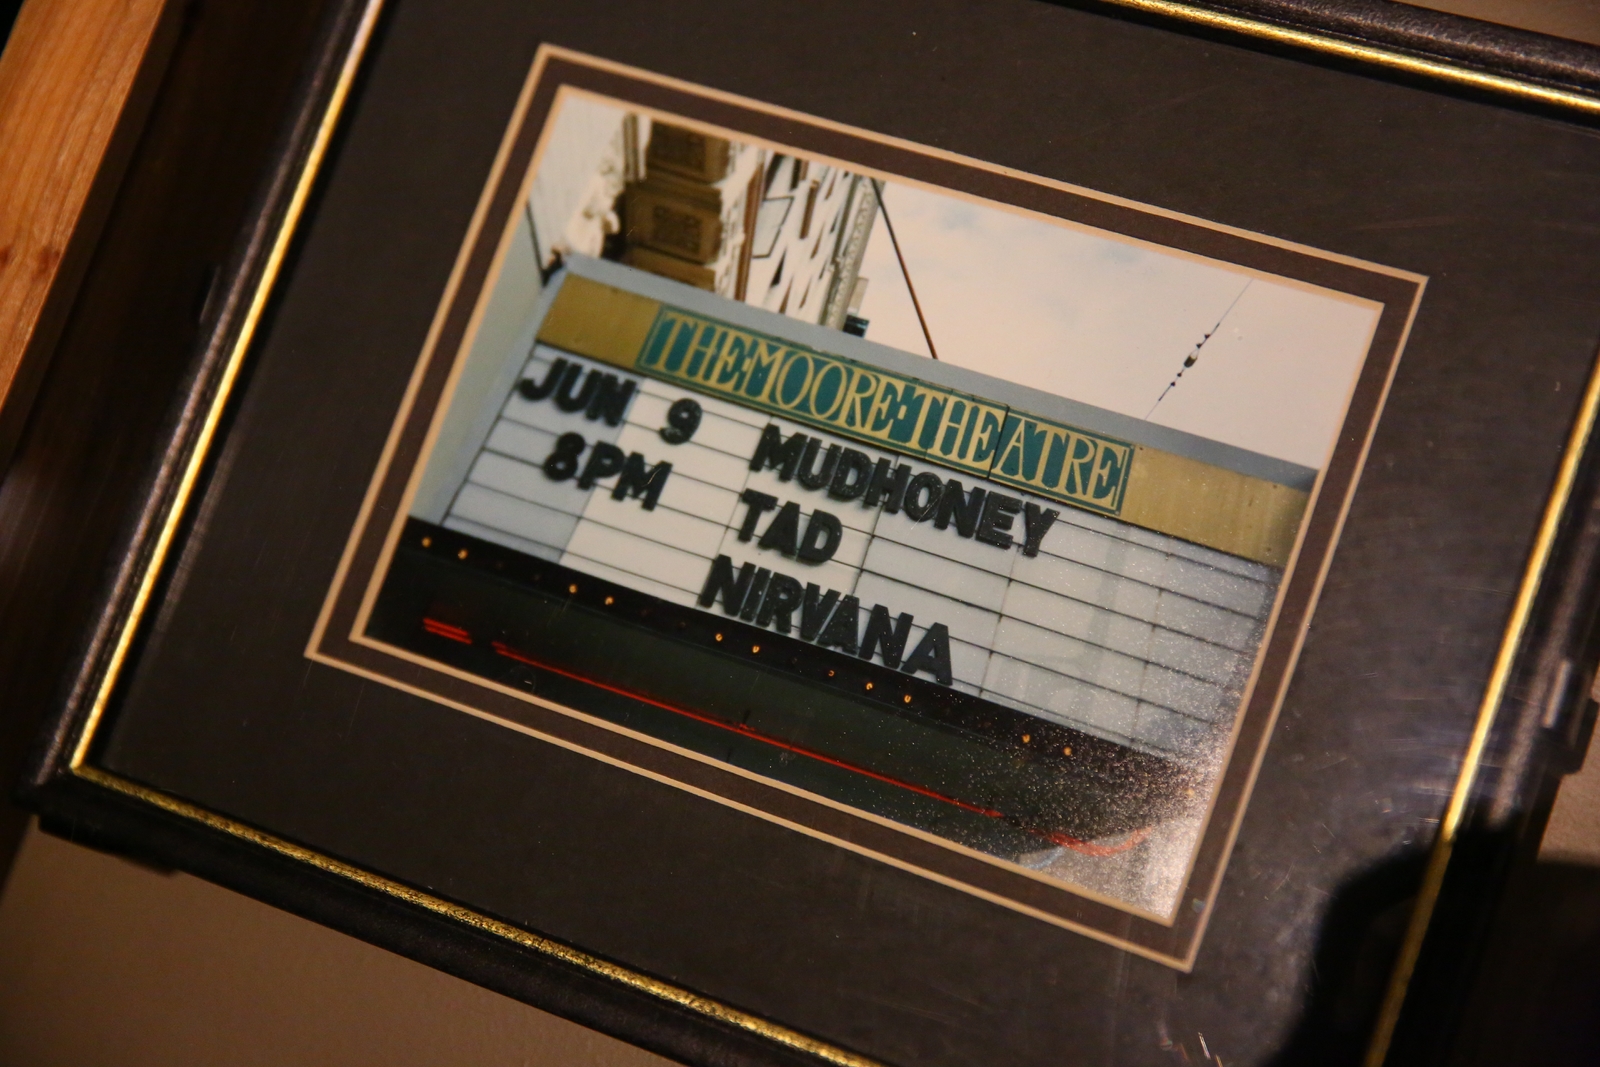 THE·MOORE·THEATRE
JUN 9 MUDHONEY
8PM TAD
NIRVANA